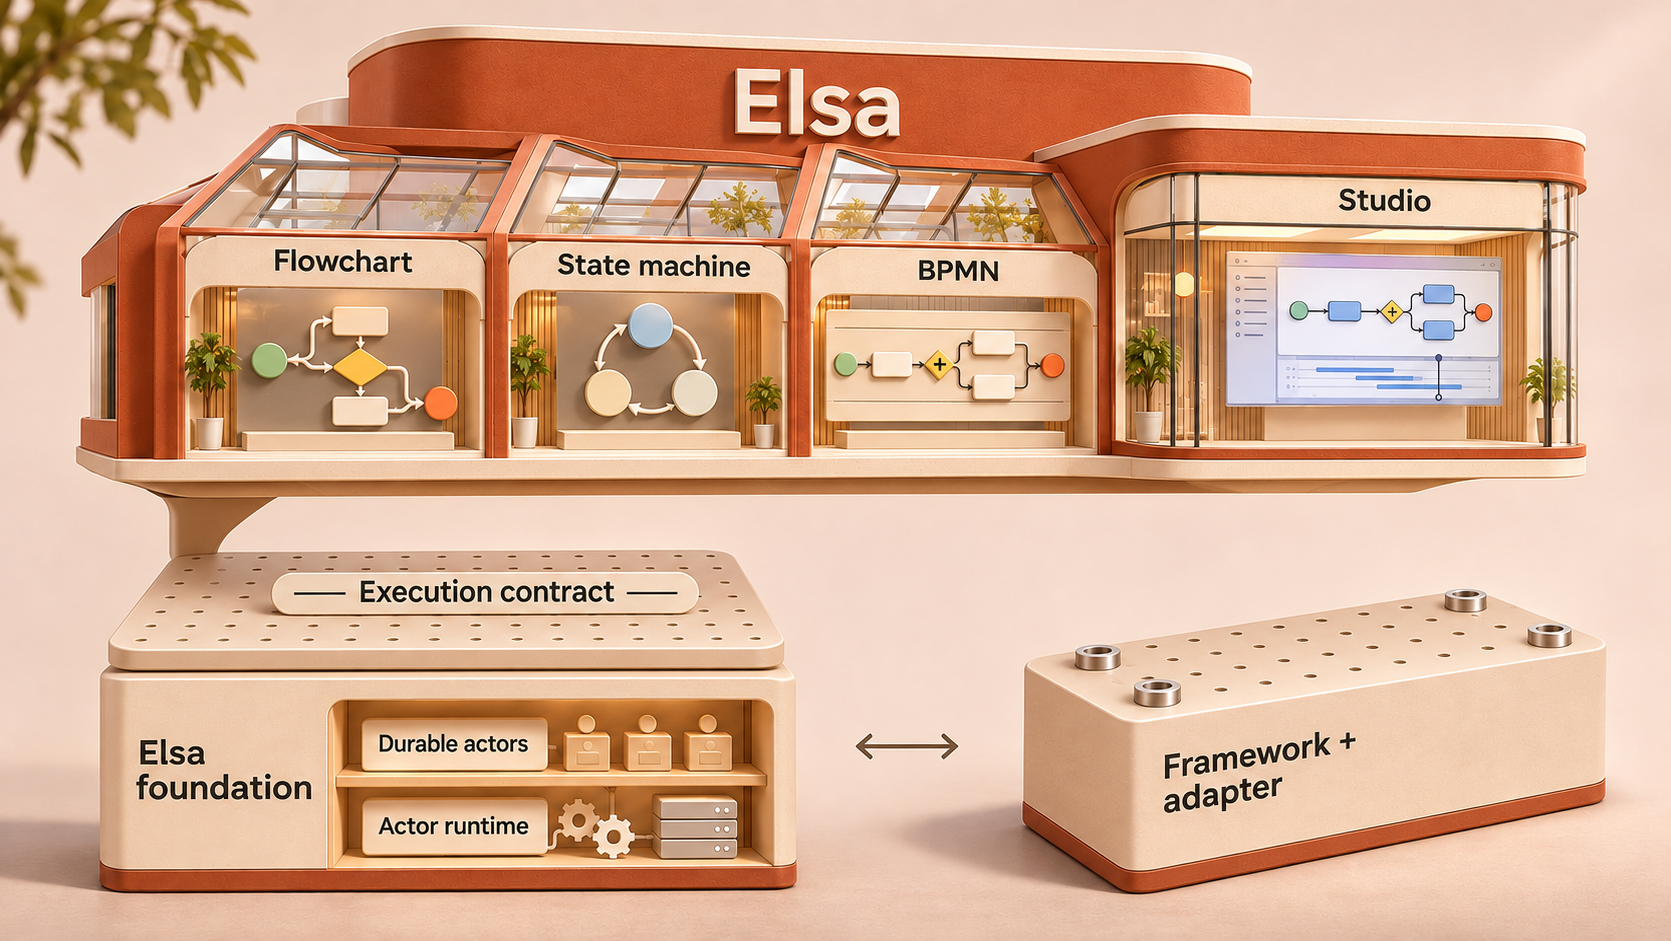 Elsa
Studio
Flowchart
State machine
BPMN
Execution contract
Elsa
foundation
Durable actors
Actor runtime
Framework +
adapter